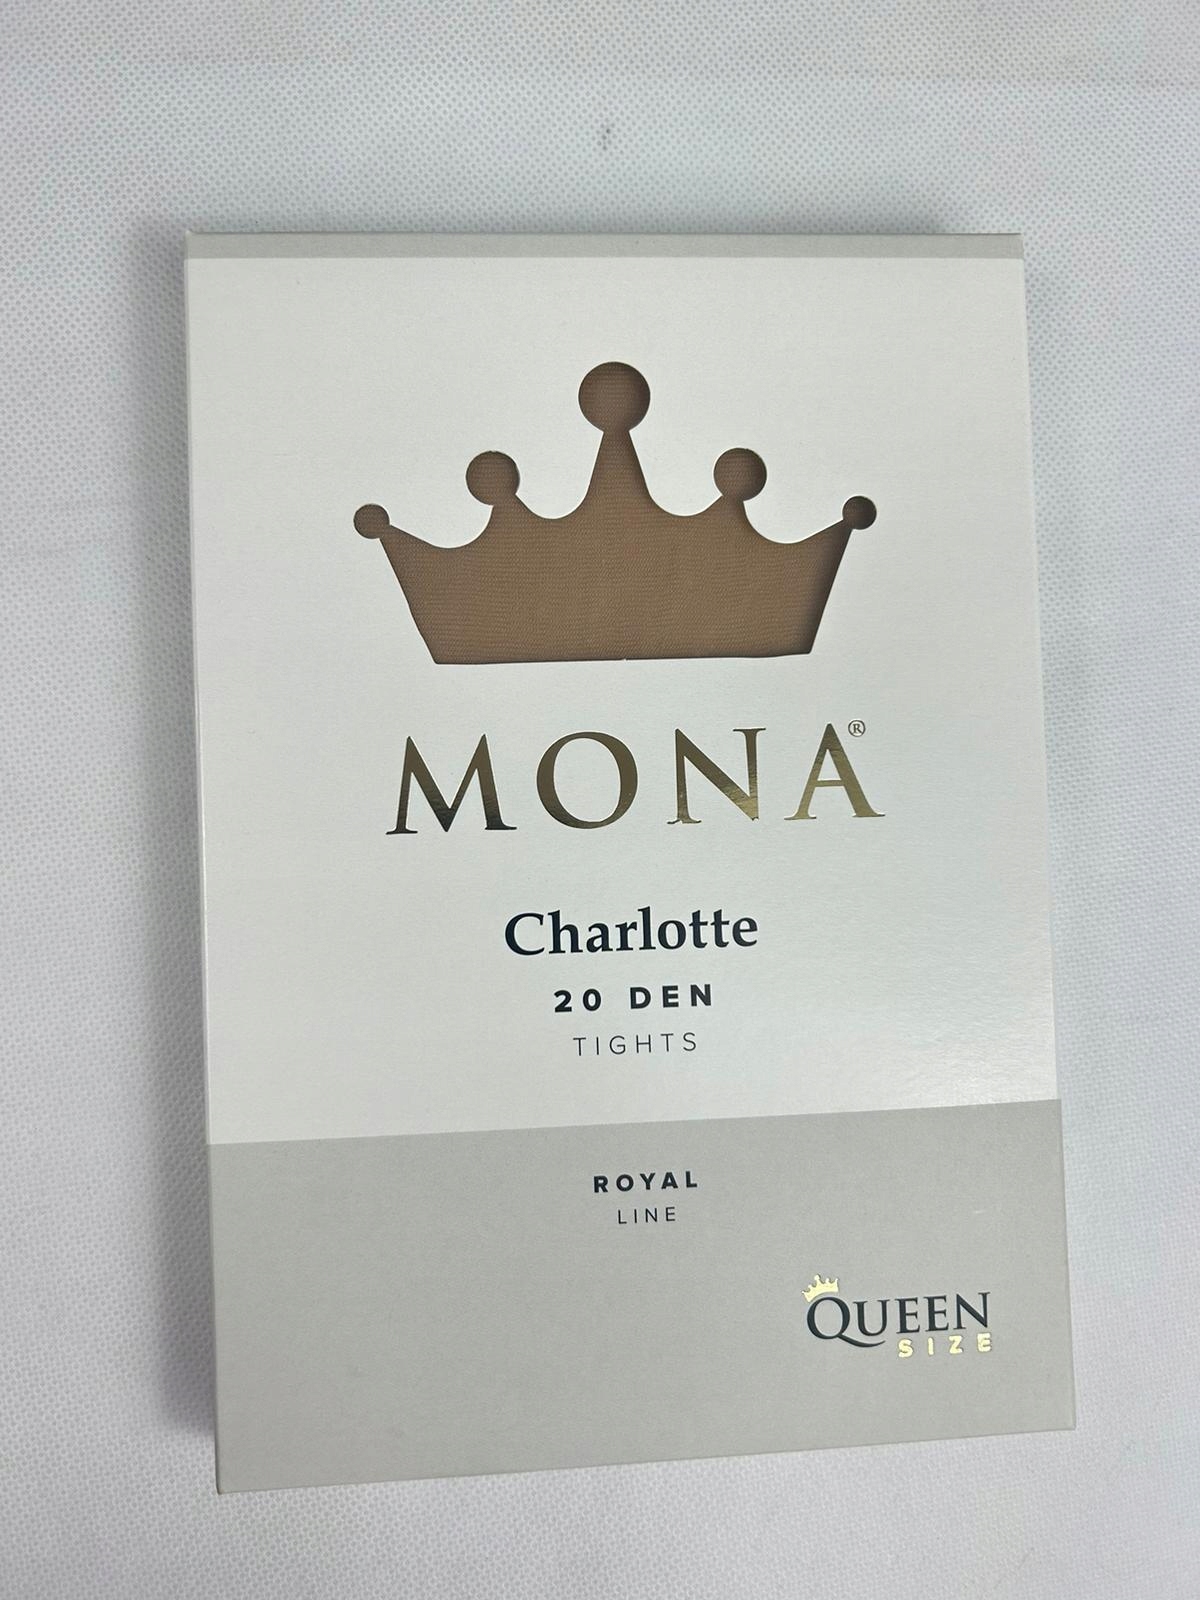 MONA®
Charlotte
20 DEN
TIGHTS
ROYAL
LINE
QUEEN
SIZE